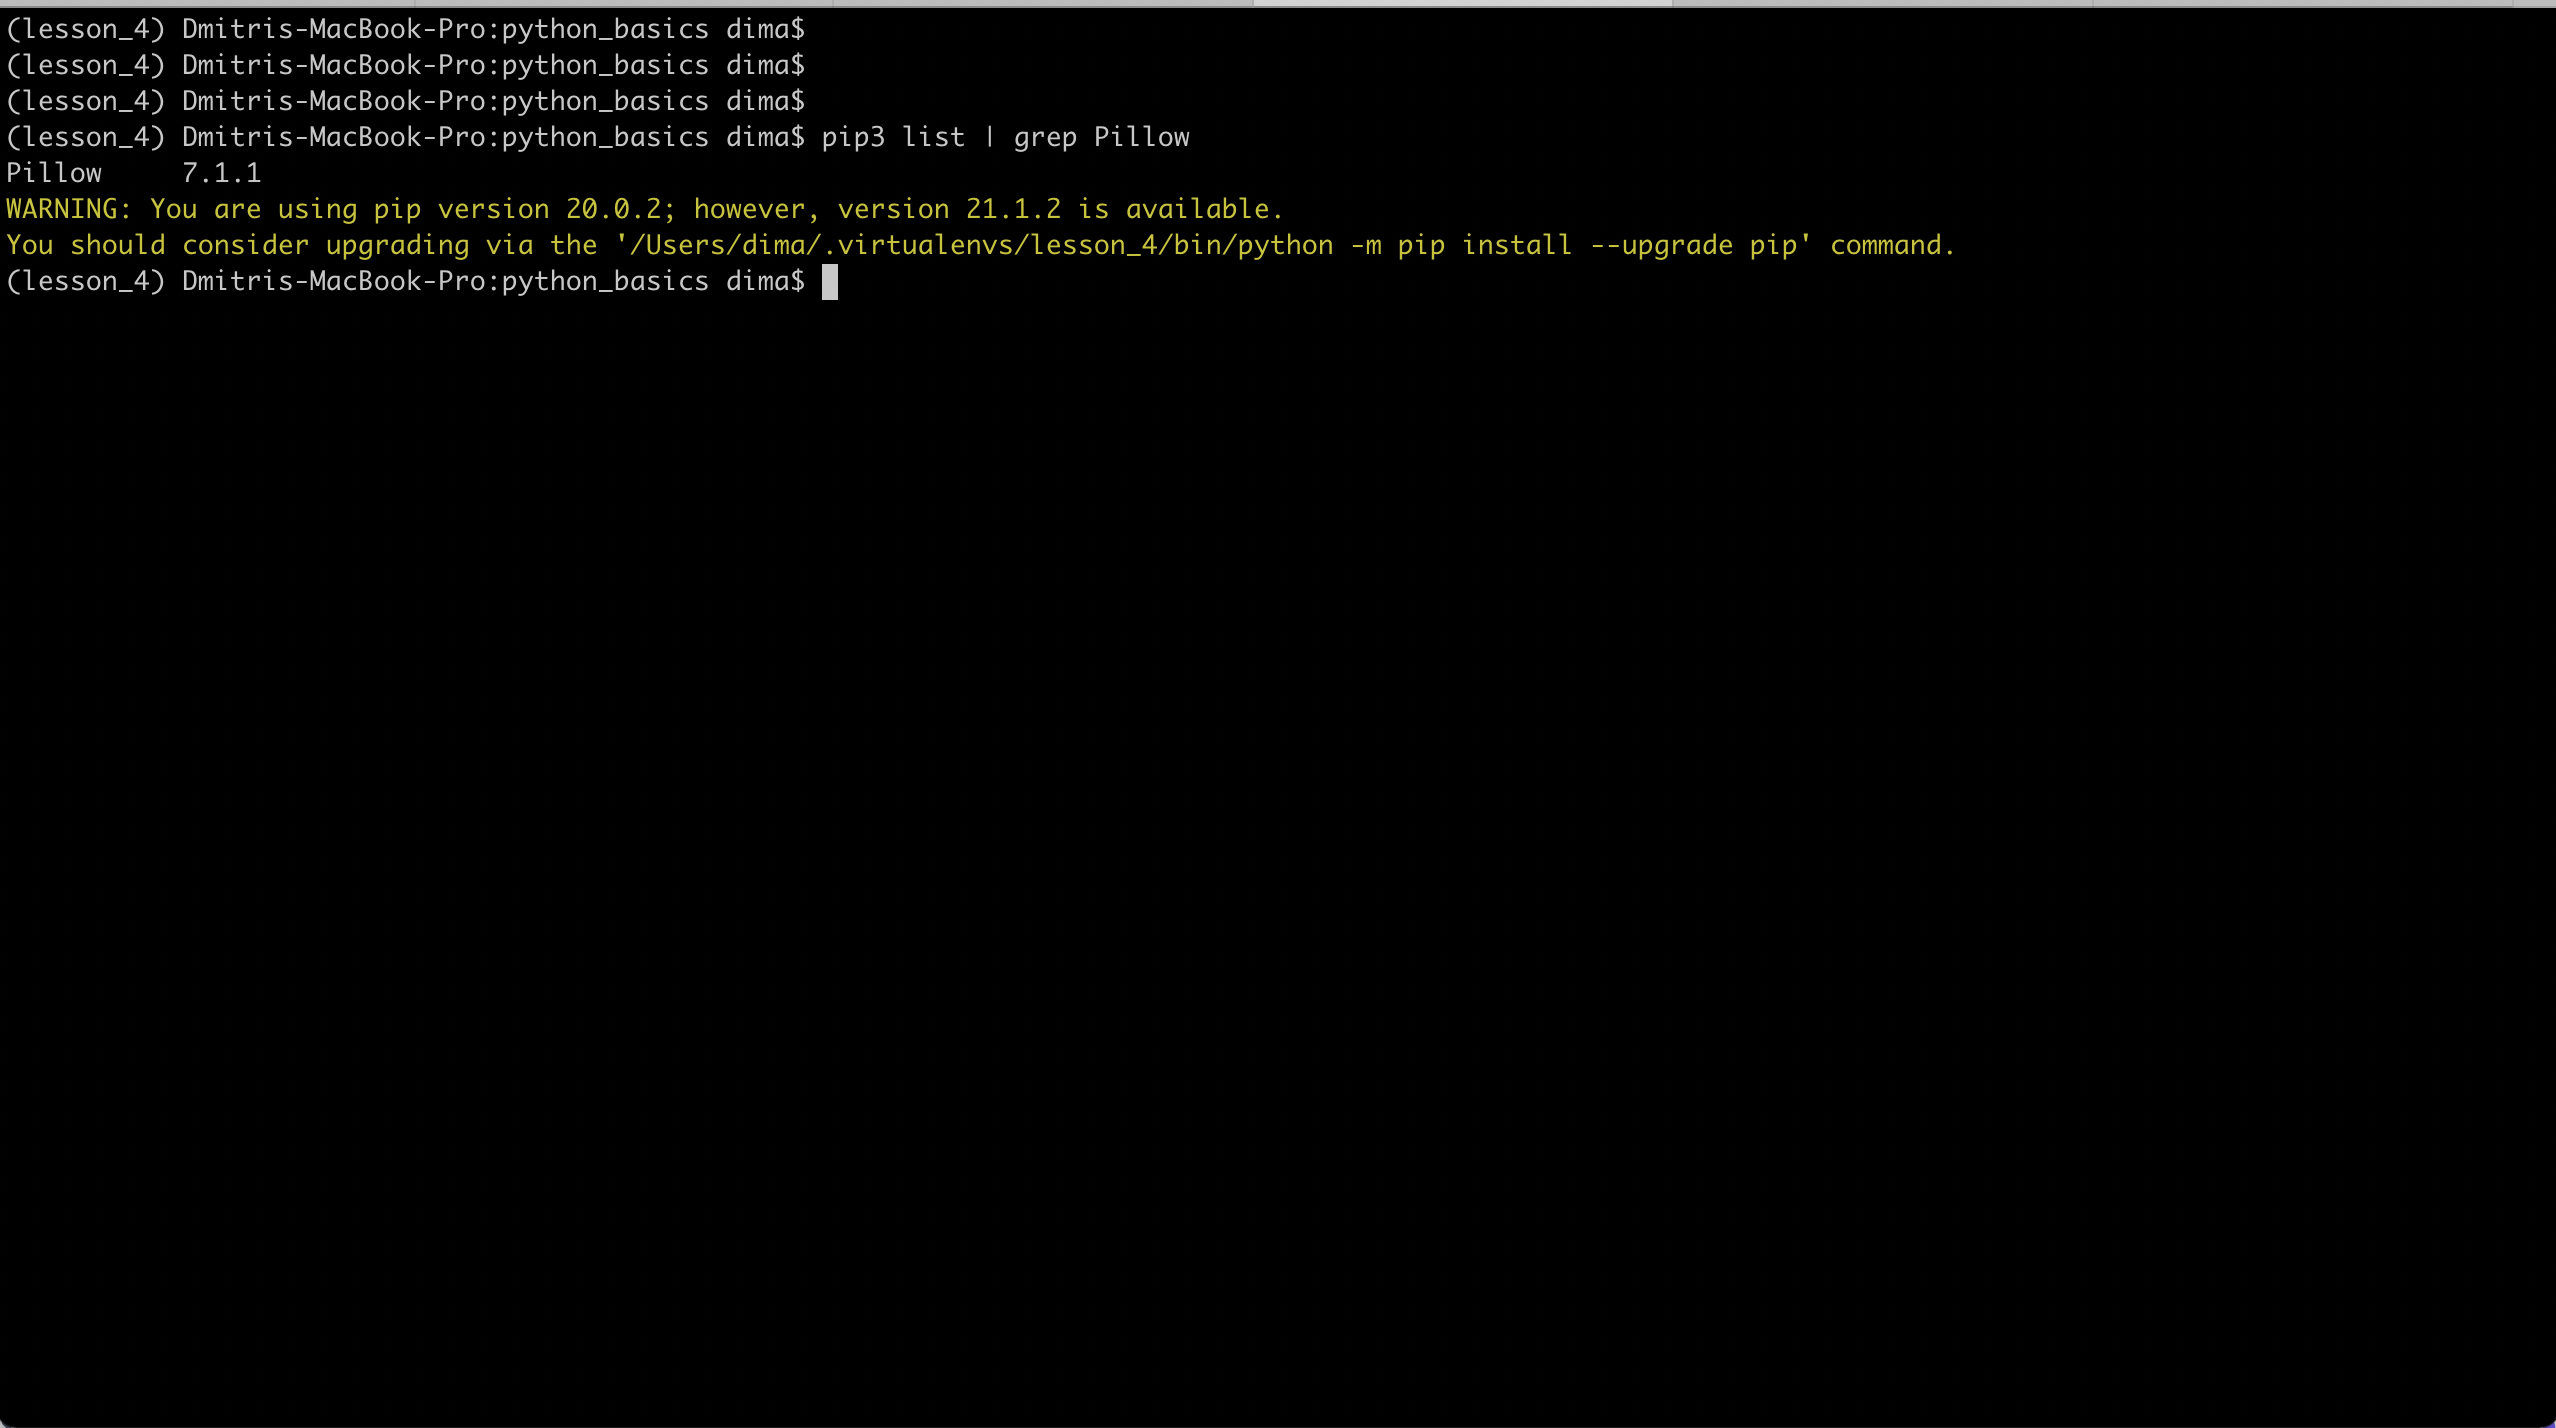 (lesson_4) Dmitris-MacBook-Pro:python_basics dima$
(lesson_4) Dmitris-MacBook-Pro:python_basics dima$
(lesson_4) Dmitris-MacBook-Pro:python_basics dima$
(lesson_4) Dmitris-MacBook-Pro:python_basics dima$ pip3 list | grep Pillow
Pillow     7.1.1
WARNING: You are using pip version 20.0.2; however, version 21.1.2 is available.
You should consider upgrading via the '/Users/dima/.virtualenvs/lesson_4/bin/python -m pip install --upgrade pip' command.
(lesson_4) Dmitris-MacBook-Pro:python_basics dima$